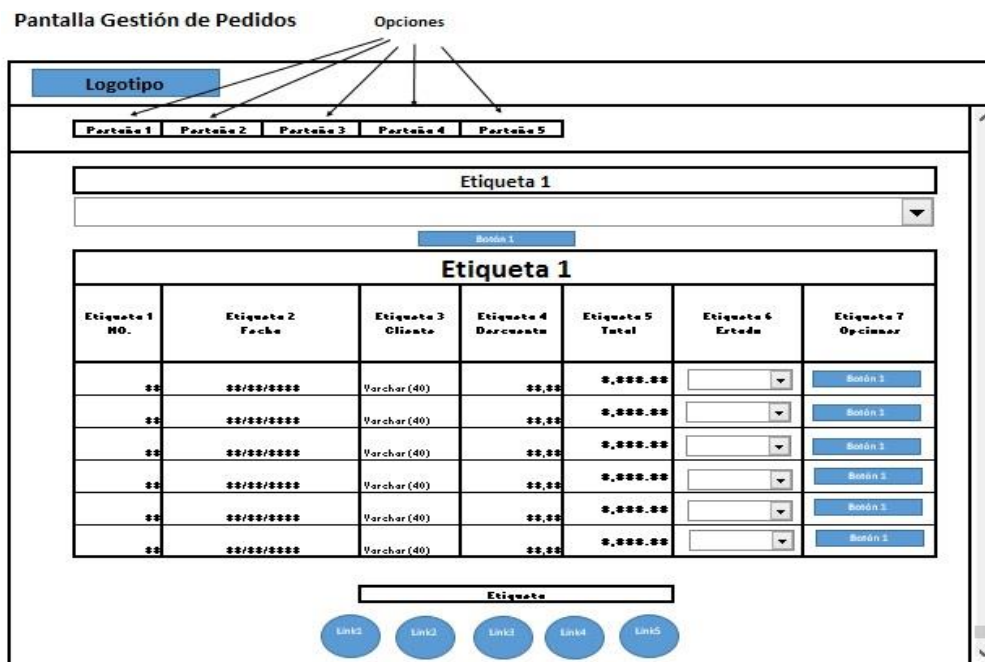 Pantalla Gestión de Pedidos
Opciones
Logotipo
Pestaña 1 Pestaña 2 Pestaña 3 Pestaña 4 Pestaña 5
Etiqueta 1
Botón 1
Etiqueta 1
Etiqueta 1 NO. Etiqueta 2 Fecha Etiqueta 3 Cliente Etiqueta 4 Descuento Etiqueta 5 Total Etiqueta 6 Estado Etiqueta 7 Opciones
## ##/##/#### Varchar(40) ##,## #,###.## Botón 1
## ##/##/#### Varchar(40) ##,## #,###.## Botón 1
## ##/##/#### Varchar(40) ##,## #,###.## Botón 1
## ##/##/#### Varchar(40) ##,## #,###.## Botón 1
## ##/##/#### Varchar(40) ##,## #,###.## Botón 1
## ##/##/#### Varchar(40) ##,## #,###.## Botón 1
Etiqueta
Link1 Link2 Link3 Link4 Link5